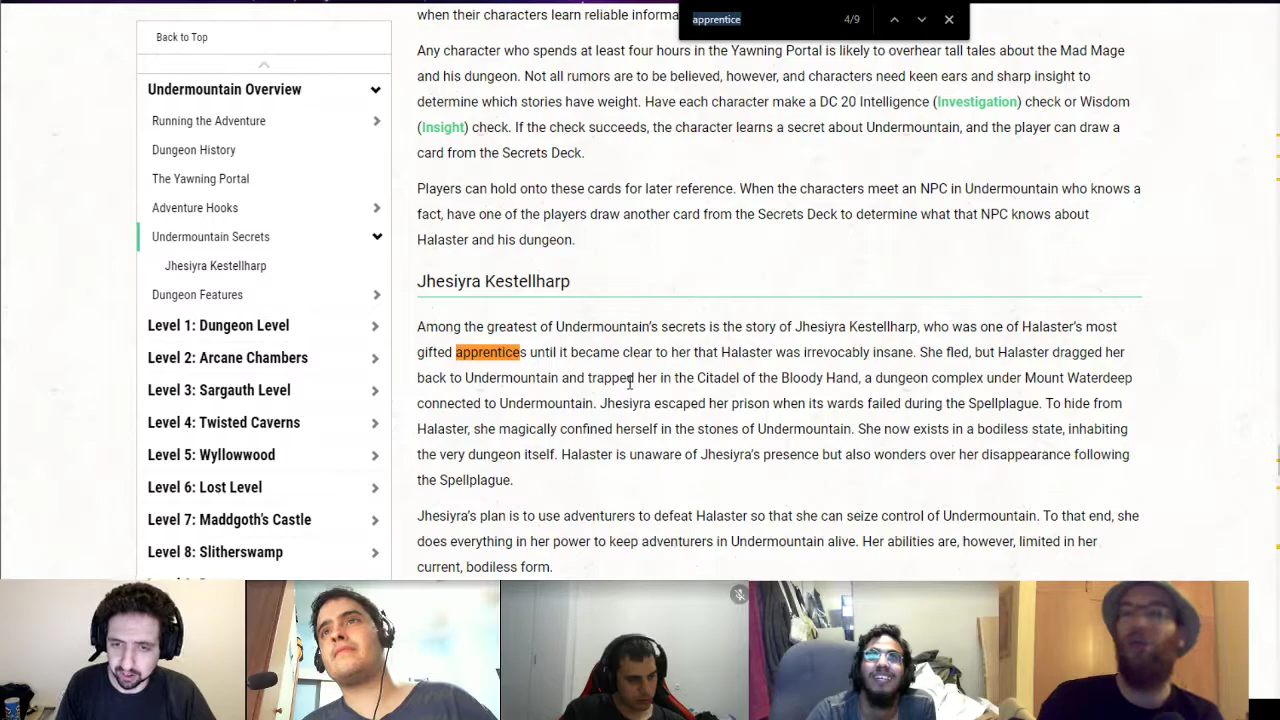 when their characters learn reliable informa
apprentice
4/9
Back to Top
Undermountain Overview
Running the Adventure
Dungeon History
The Yawning Portal
Adventure Hooks
Undermountain Secrets
Jhesiyra Kestellharp
Dungeon Features
Level 1: Dungeon Level
Level 2: Arcane Chambers
Level 3: Sargauth Level
Level 4: Twisted Caverns
Level 5: Wyllowwood
Level 6: Lost Level
Level 7: Maddgoth's Castle
Level 8: Slitherswamp
Any character who spends at least four hours in the Yawning Portal is likely to overhear tall tales about the Mad Mage
and his dungeon. Not all rumors are to be believed, however, and characters need keen ears and sharp insight to
determine which stories have weight. Have each character make a DC 20 Intelligence (Investigation) check or Wisdom
(Insight) check. If the check succeeds, the character learns a secret about Undermountain, and the player can draw a
card from the Secrets Deck.
Players can hold onto these cards for later reference. When the characters meet an NPC in Undermountain who knows a
fact, have one of the players draw another card from the Secrets Deck to determine what that NPC knows about
Halaster and his dungeon.
Jhesiyra Kestellharp
Among the greatest of Undermountain's secrets is the story of Jhesiyra Kestellharp, who was one of Halaster's most
gifted apprentices until it became clear to her that Halaster was irrevocably insane. She fled, but Halaster dragged her
back to Undermountain and trapped her in the Citadel of the Bloody Hand, a dungeon complex under Mount Waterdeep
connected to Undermountain. Jhesiyra escaped her prison when its wards failed during the Spellplague. To hide from
Halaster, she magically confined herself in the stones of Undermountain. She now exists in a bodiless state, inhabiting
the very dungeon itself. Halaster is unaware of Jhesiyra's presence but also wonders over her disappearance following
the Spellplague.
Jhesiyra's plan is to use adventurers to defeat Halaster so that she can seize control of Undermountain. To that end, she
does everything in her power to keep adventurers in Undermountain alive. Her abilities are, however, limited in her
current, bodiless form.